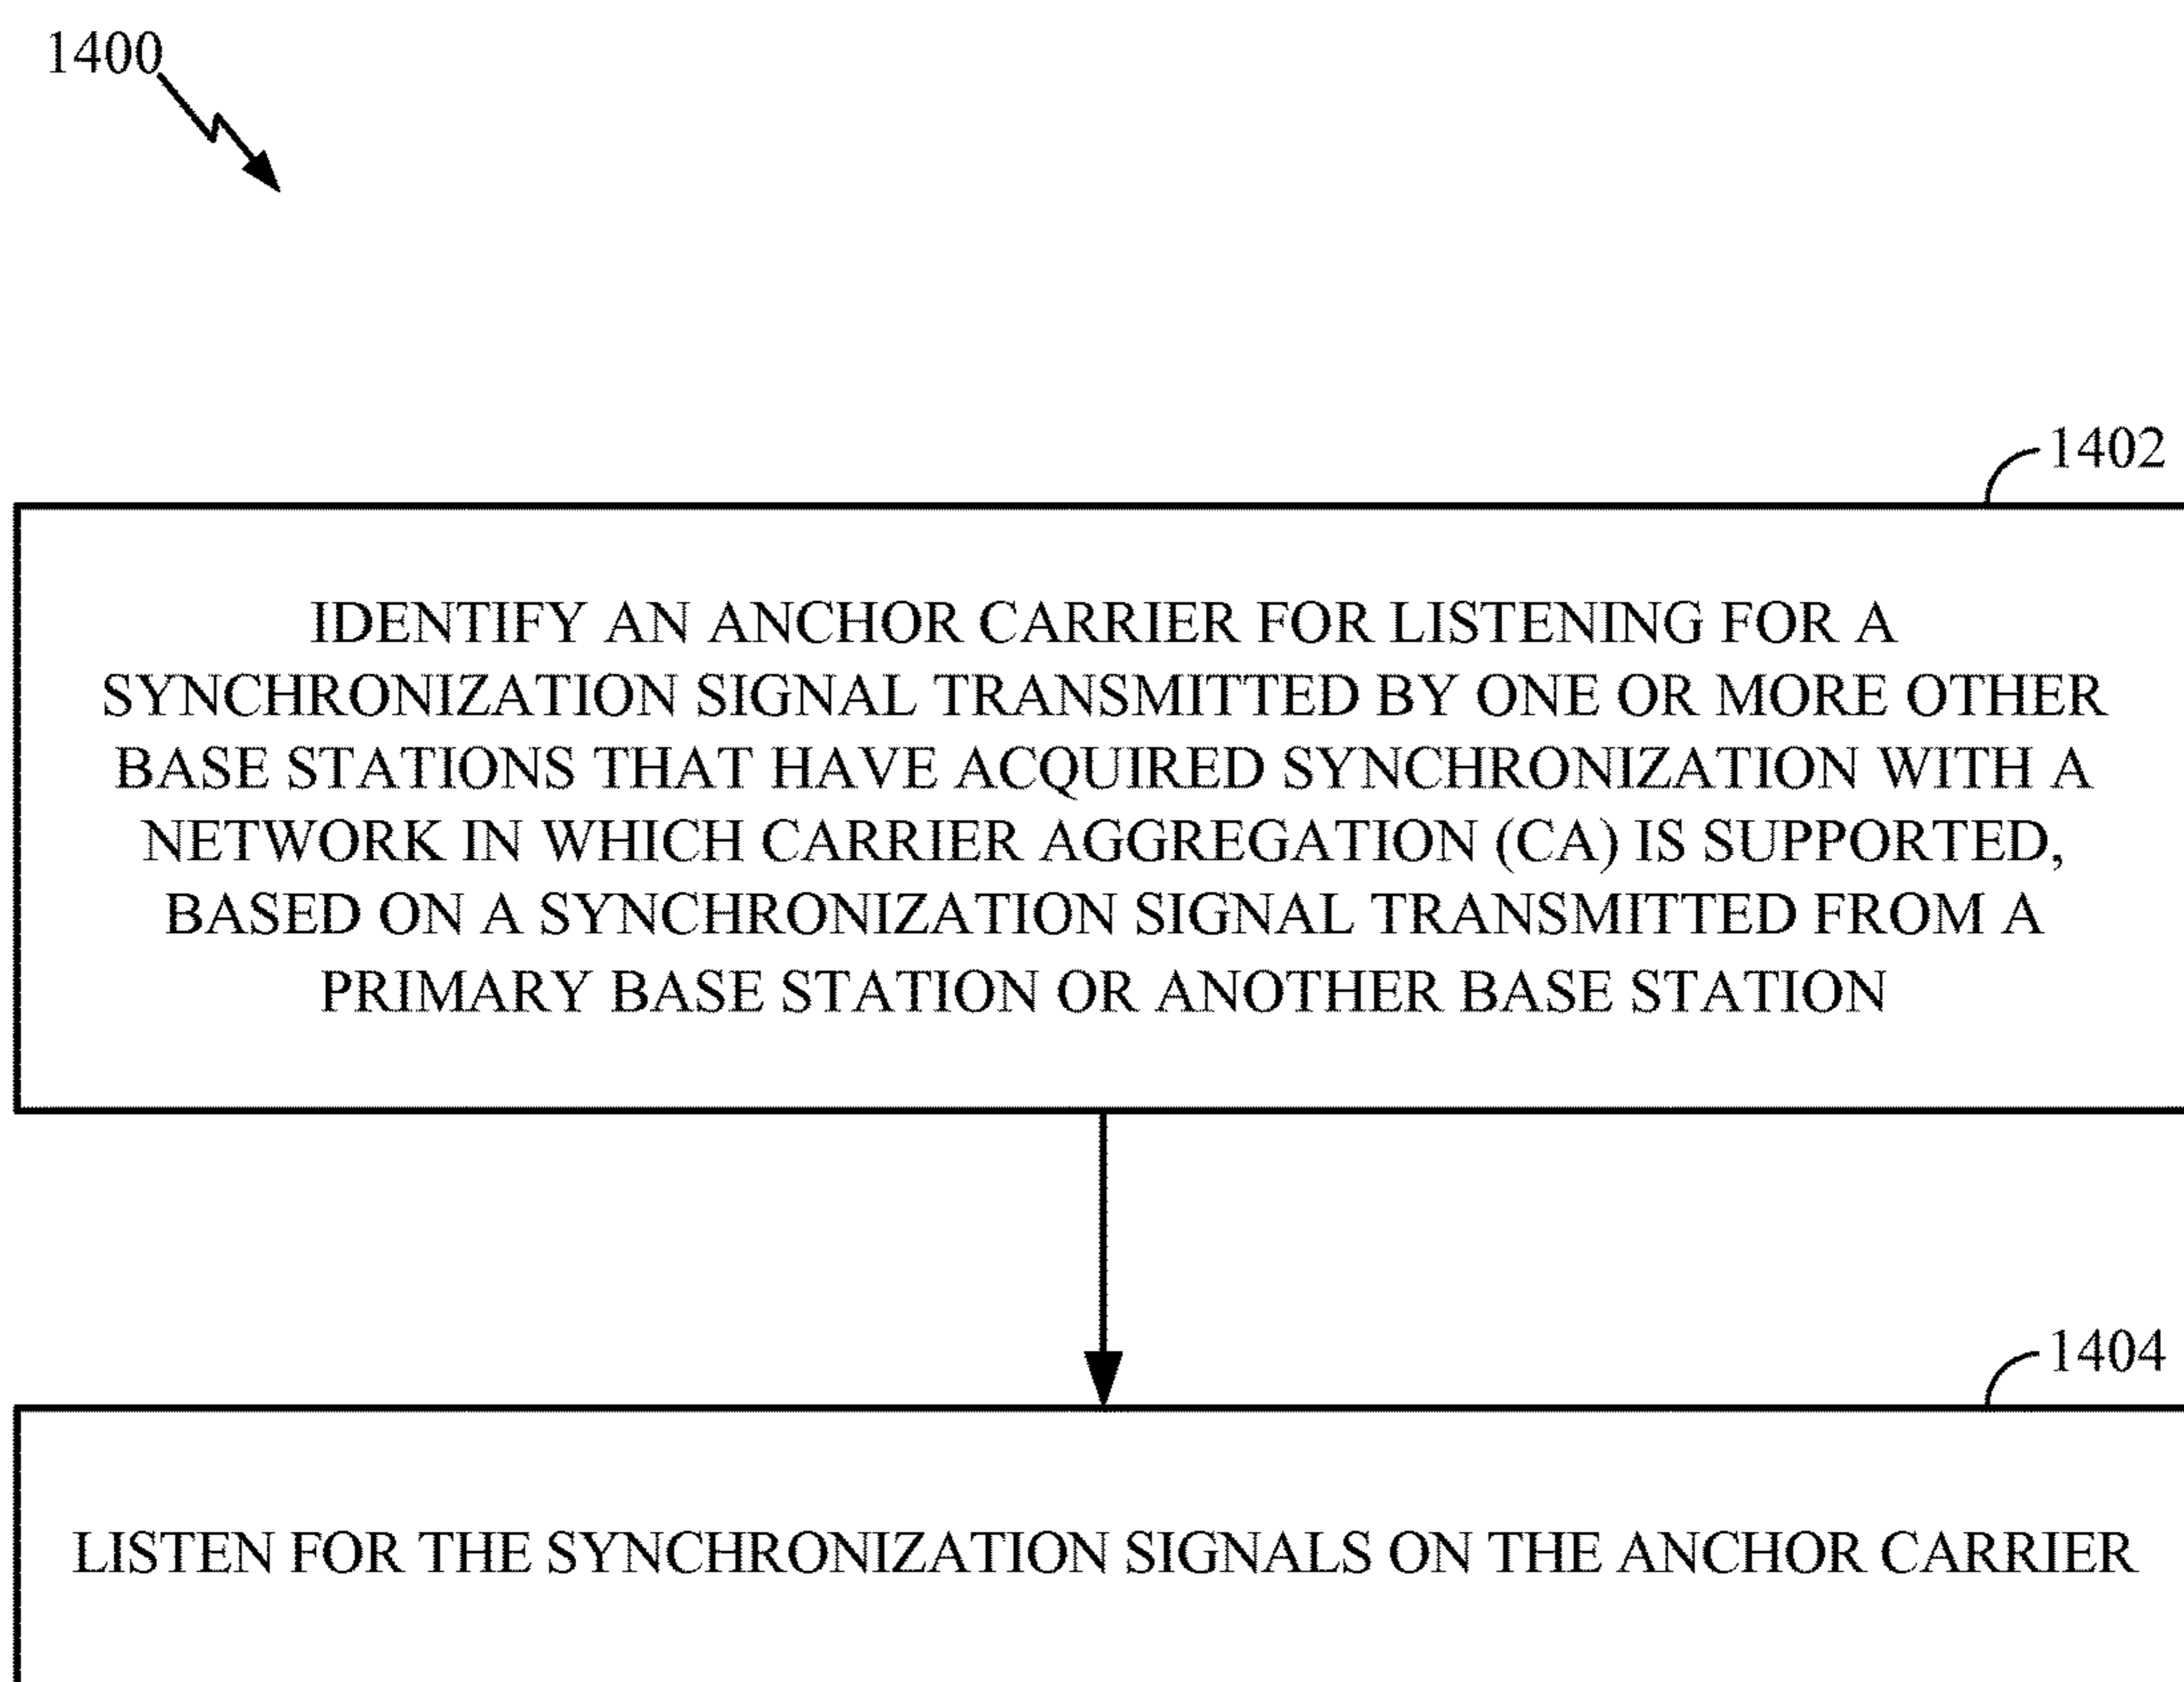 1400
1402
IDENTIFY AN ANCHOR CARRIER FOR LISTENING FOR A
SYNCHRONIZATION SIGNAL TRANSMITTED BY ONE OR MORE OTHER
BASE STATIONS THAT HAVE ACQUIRED SYNCHRONIZATION WITH A
NETWORK IN WHICH CARRIER AGGREGATION (CA) IS SUPPORTED,
BASED ON A SYNCHRONIZATION SIGNAL TRANSMITTED FROM A
PRIMARY BASE STATION OR ANOTHER BASE STATION
1404
LISTEN FOR THE SYNCHRONIZATION SIGNALS ON THE ANCHOR CARRIER